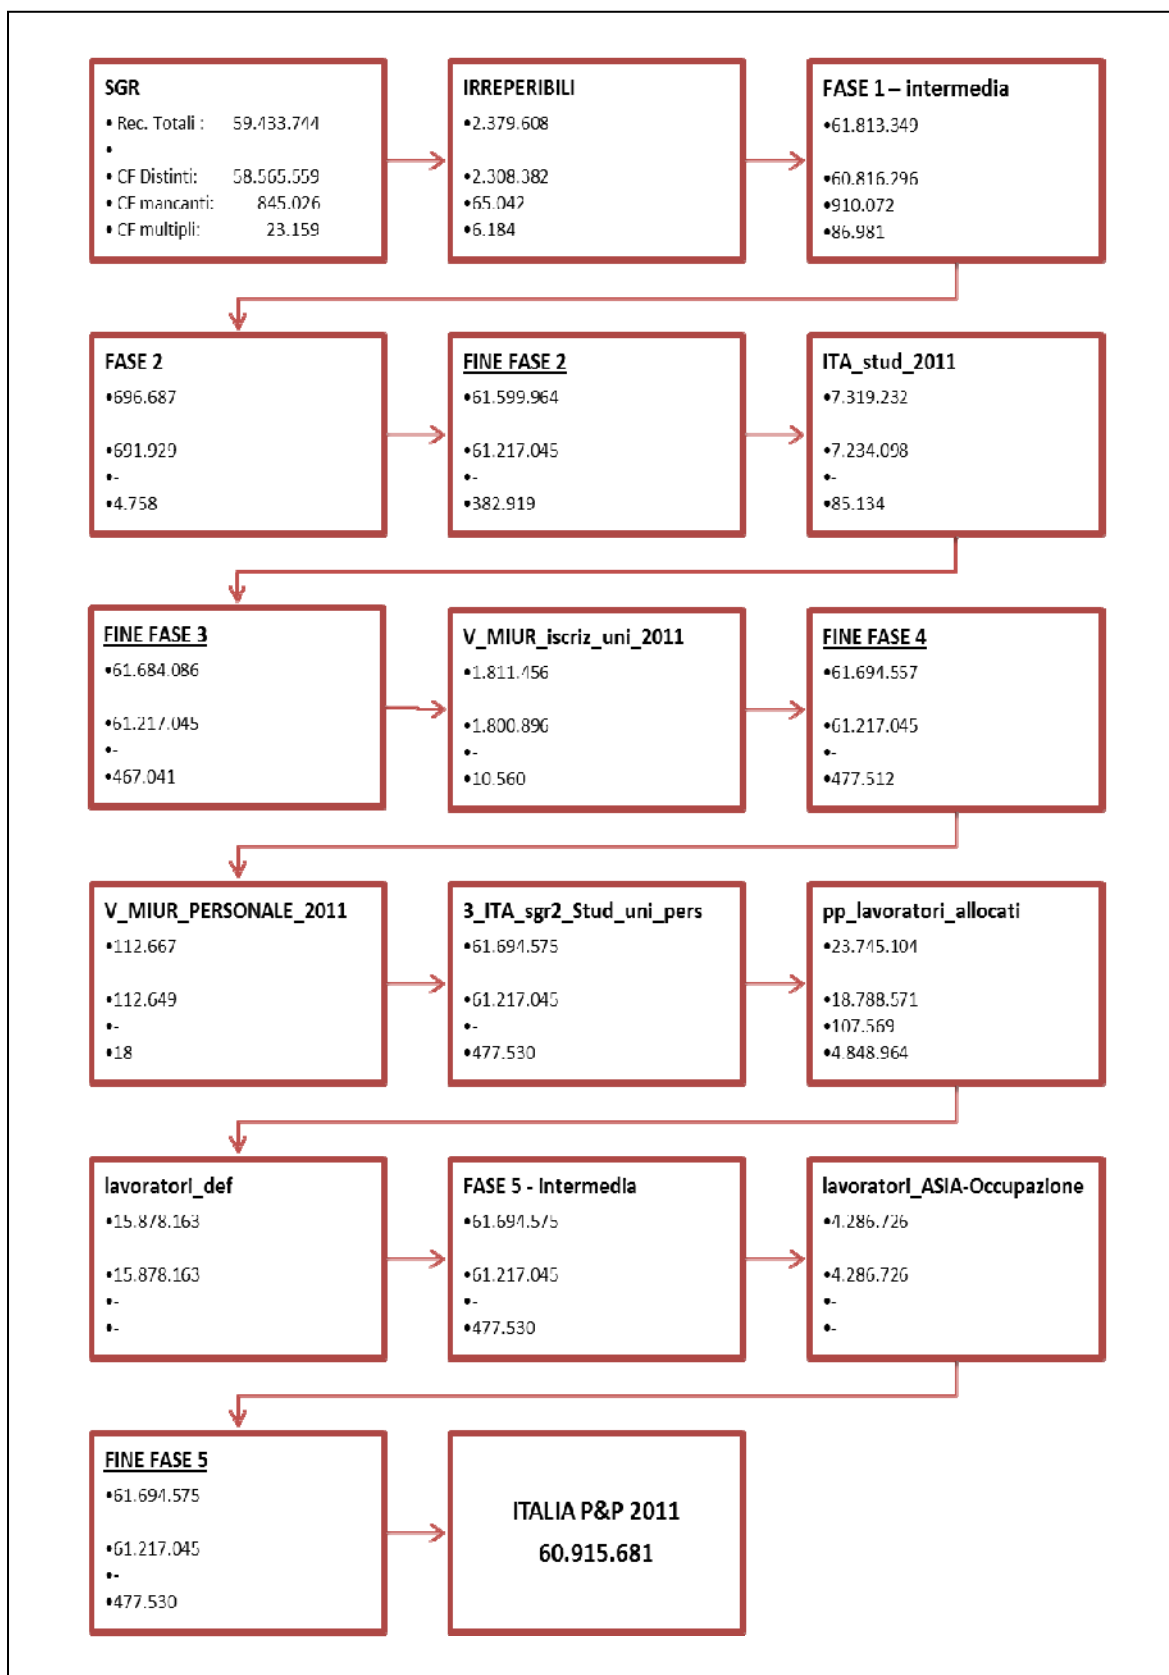 SGR
• Rec. Totali : 59.433.744
•
• CF Distinti: 58.565.559
• CF mancanti: 845.026
• CF multipli: 23.159
IRREPERIBILI
•2.379.608
•2.308.382
•65.042
•6.184
FASE 1 – intermedia
•61.813.349
•60.816.296
•910.072
•86.981
FASE 2
•696.687
•691.929
•-
•4.758
FINE FASE 2
•61.599.964
•61.217.045
•-
•382.919
ITA_stud_2011
•7.319.232
•7.234.098
•-
•85.134
FINE FASE 3
•61.684.086
•61.217.045
•-
•467.041
V_MIUR_iscriz_uni_2011
•1.811.456
•1.800.896
•-
•10.560
FINE FASE 4
•61.694.557
•61.217.045
•-
•477.512
V_MIUR_PERSONALE_2011
•112.667
•112.649
•-
•18
3_ITA_sgr2_Stud_uni_pers
•61.694.575
•61.217.045
•-
•477.530
pp_lavoratori_allocati
•23.745.104
•18.788.571
•107.569
•4.848.964
lavoratori_def
•15.878.163
•15.878.163
•-
•-
FASE 5 - Intermedia
•61.694.575
•61.217.045
•-
•477.530
lavoratori_ASIA-Occupazione
•4.286.726
•4.286.726
•-
•-
FINE FASE 5
•61.694.575
•61.217.045
•-
•477.530
ITALIA P&P 2011
60.915.681